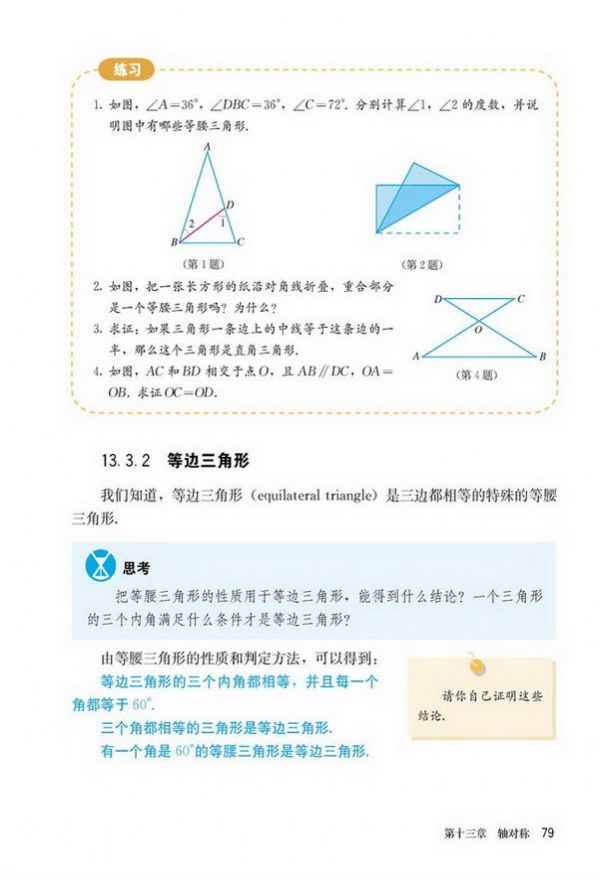 练习
1. 如图，∠A=36°，∠DBC=36°，∠C=72°. 分别计算∠1，∠2 的度数，并说
明图中有哪些等腰三角形.
A
D
2
1
B
C
（第 1 题）
（第 2 题）
2. 如图，把一张长方形的纸沿对角线折叠，重合部分
是一个等腰三角形吗？为什么？
3. 求证：如果三角形一条边上的中线等于这条边的一
半，那么这个三角形是直角三角形.
4. 如图，AC 和 BD 相交于点O，且 AB∥DC，OA=
OB. 求证 OC=OD.
D
C
O
A
B
（第 4 题）
13.3.2 等边三角形
我们知道，等边三角形（equilateral triangle）是三边都相等的特殊的等腰
三角形.
思考
把等腰三角形的性质用于等边三角形，能得到什么结论？一个三角形
的三个内角满足什么条件才是等边三角形？
由等腰三角形的性质和判定方法，可以得到：
等边三角形的三个内角都相等，并且每一个
角都等于 60°.
三个角都相等的三角形是等边三角形.
有一个角是 60°的等腰三角形是等边三角形.
请你自己证明这些
结论.
第十三章 轴对称 79